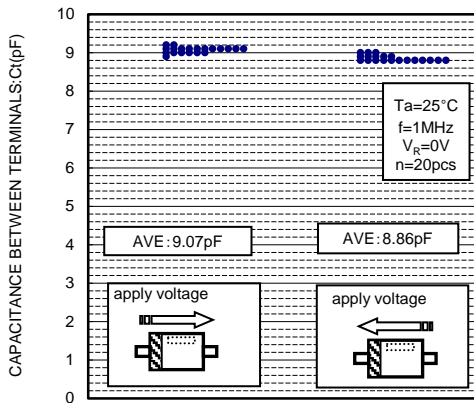 CAPACITANCE BETWEEN TERMINALS:Ct(pF)
10
9
8
7
6
5
4
3
2
1
0
Ta=25°C
f=1MHz
VR=0V
n=20pcs
AVE:9.07pF
AVE:8.86pF
apply voltage
apply voltage